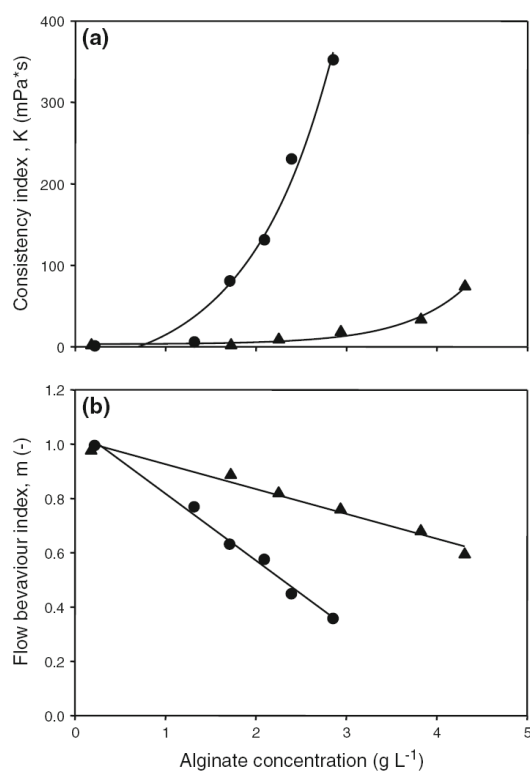 (a)
Consistency index , K (mPa*s)
400
300
200
100
0
(b)
Flow bevaviour index, m (-)
1.2
1.0
0.8
0.6
0.4
0.2
0.0
0 1 2 3 4 5
Alginate concentration (g L-1)